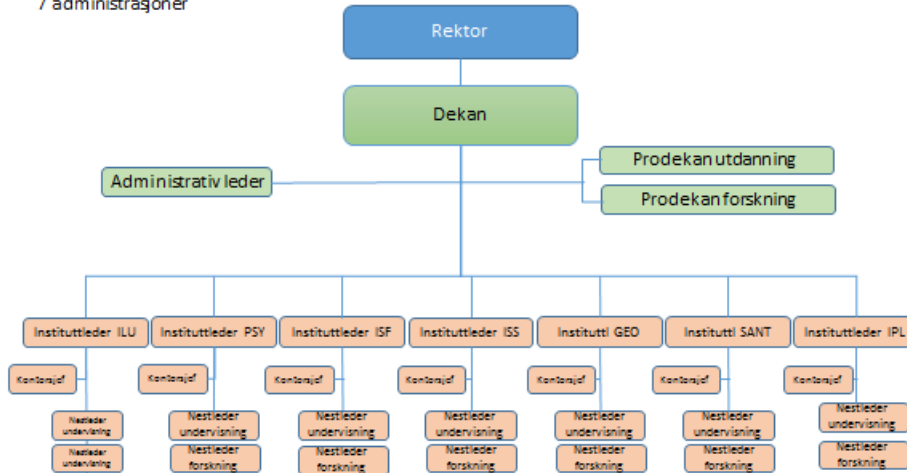 / administrasjoner
Rektor
Dekan
Prodekan utdanning
Administrativ leder
Prodekan forskning
Instituttleder ILU
Instituttleder PSY
Instituttleder ISF
Instituttleder ISS
Instituttl GEO
Instituttl SANT
Instituttleder IPL
Kontorsjef
Kontorsjef
Kontorsjef
Kontorsjef
Kontorsjef
Kontorsjef
Kontorsjef
Nestleder
undervisning
Nestleder
undervisning
Nestleder
undervisning
Nestleder
undervisning
Nestleder
undervisning
Nestleder
undervisning
Nestleder
undervisning
Nestleder
undervisning
Nestleder
forskning
Nestleder
forskning
Nestleder
forskning
Nestleder
forskning
Nestleder
forskning
Nestleder
forskning